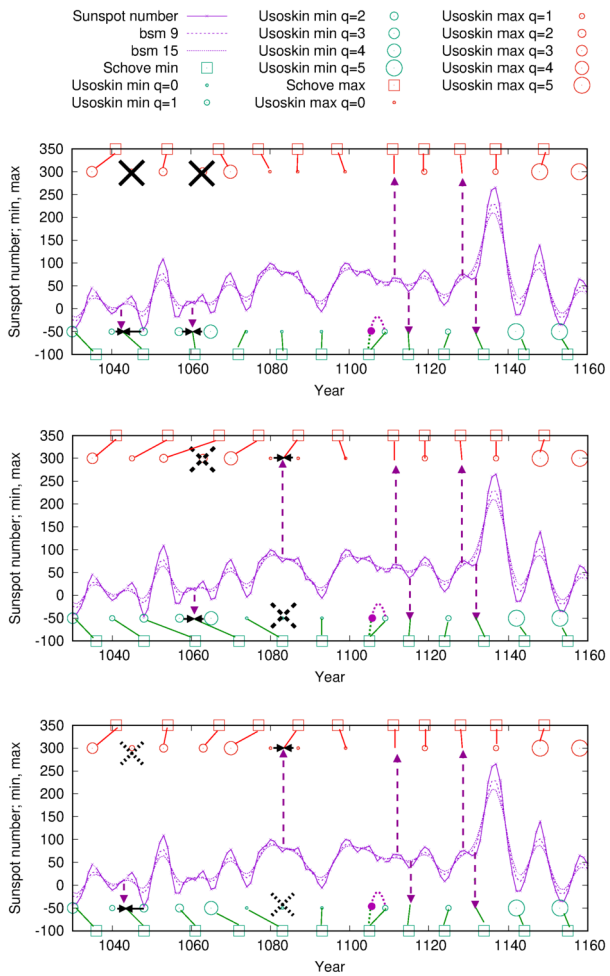 Sunspot number
bsm 9
bsm 15
Schove min
Usoskin min q=0
Usoskin min q=1
Usoskin min q=2
Usoskin min q=3
Usoskin min q=4
Usoskin min q=5
Schove max
Usoskin max q=0
Usoskin max q=1
Usoskin max q=2
Usoskin max q=3
Usoskin max q=4
Usoskin max q=5
Sunspot number; min, max
350
300
250
200
150
100
50
0
-50
-100
1040 1060 1080 1100 1120 1140 1160
Year
Sunspot number; min, max
350
300
250
200
150
100
50
0
-50
-100
1040 1060 1080 1100 1120 1140 1160
Year
Sunspot number; min, max
350
300
250
200
150
100
50
0
-50
-100
1040 1060 1080 1100 1120 1140 1160
Year